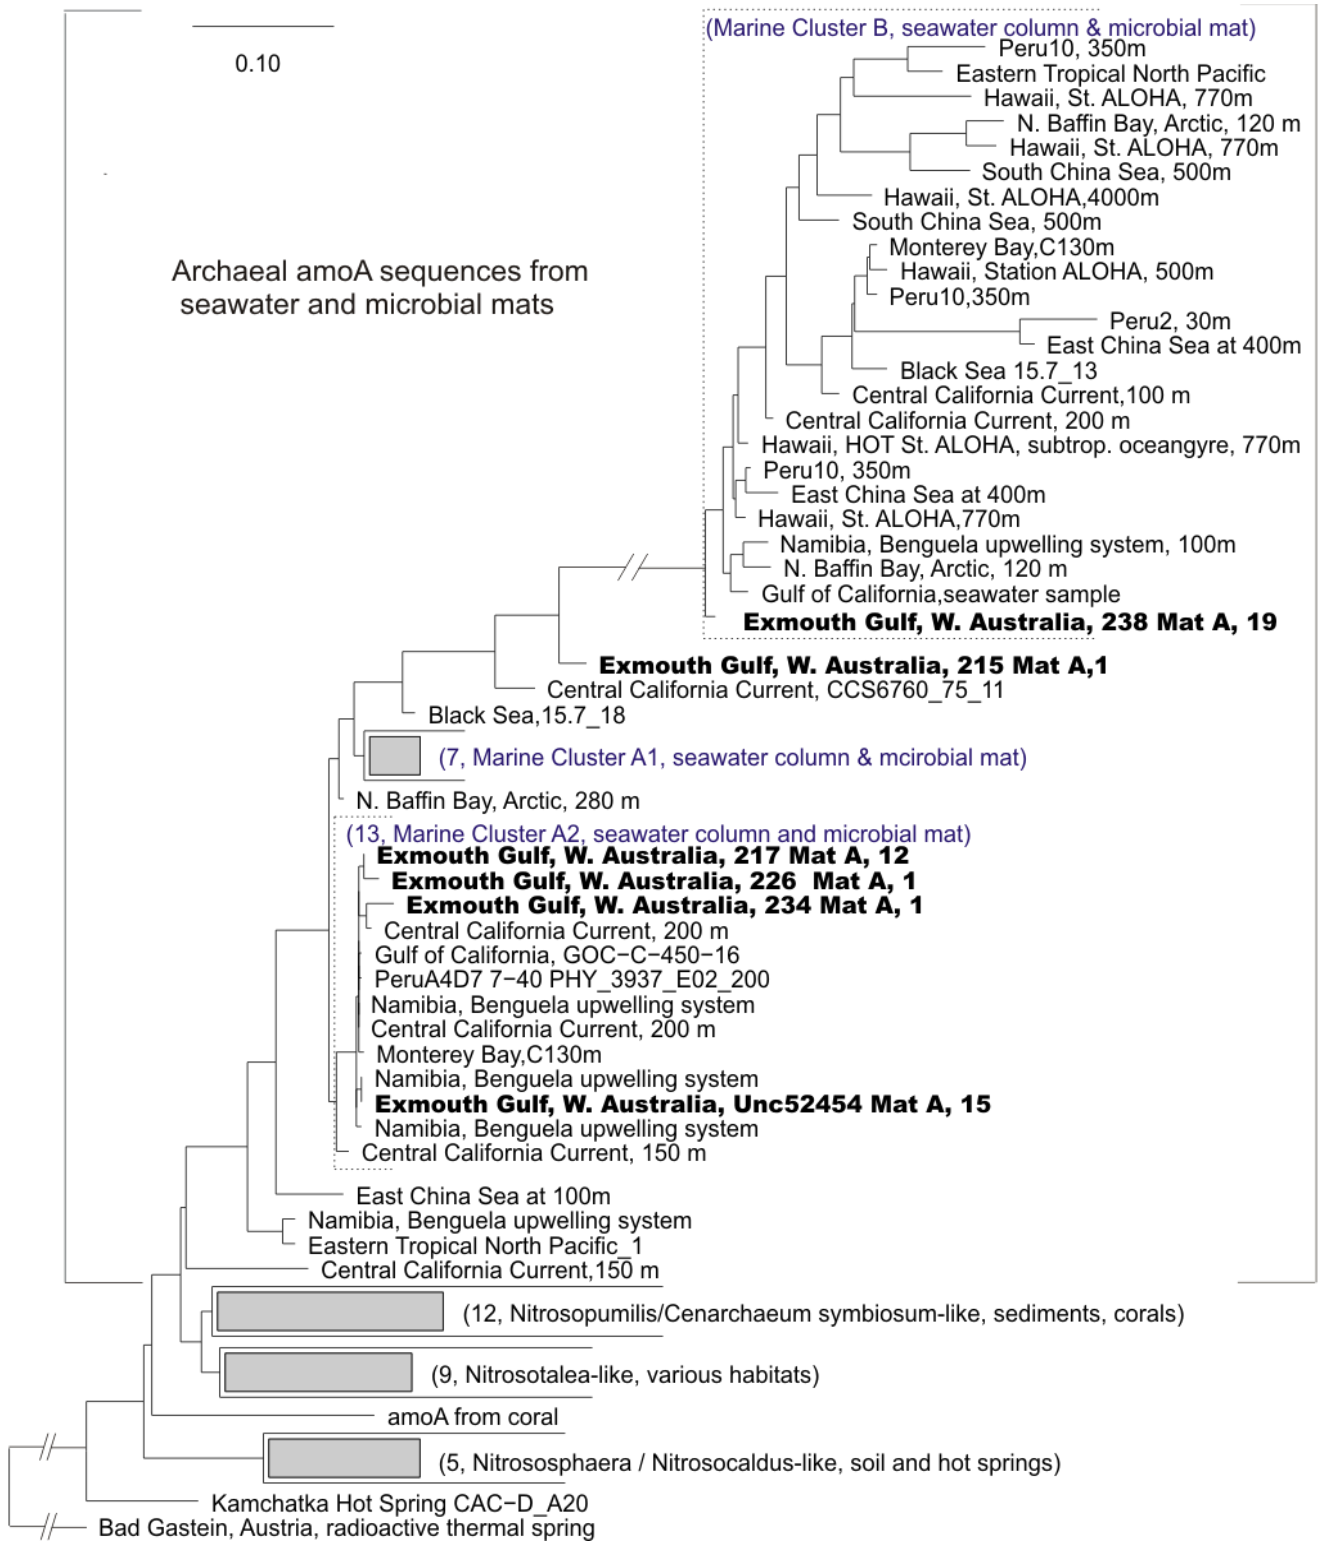 (Marine Cluster B, seawater column & microbial mat)
0.10
Peru10, 350m
Eastern Tropical North Pacific
Hawaii, St. ALOHA, 770m
N. Baffin Bay, Arctic, 120 m
Hawaii, St. ALOHA, 770m
South China Sea, 500m
Hawaii, St. ALOHA,4000m
South China Sea, 500m
Archaeal amoA sequences from
seawater and microbial mats
Monterey Bay,C130m
Hawaii, Station ALOHA, 500m
Peru10,350m
Peru2, 30m
East China Sea at 400m
Black Sea 15.7_13
Central California Current,100 m
Central California Current, 200 m
Hawaii, HOT St. ALOHA, subtrop. oceangyre, 770m
Peru10, 350m
East China Sea at 400m
Hawaii, St. ALOHA,770m
Namibia, Benguela upwelling system, 100m
N. Baffin Bay, Arctic, 120 m
Gulf of California,seawater sample
Exmouth Gulf, W. Australia, 238 Mat A, 19
Exmouth Gulf, W. Australia, 215 Mat A,1
Central California Current, CCS6760_75_11
Black Sea,15.7_18
(7, Marine Cluster A1, seawater column & mcirobial mat)
N. Baffin Bay, Arctic, 280 m
(13, Marine Cluster A2, seawater column and microbial mat)
Exmouth Gulf, W. Australia, 217 Mat A, 12
Exmouth Gulf, W. Australia, 226 Mat A, 1
Exmouth Gulf, W. Australia, 234 Mat A, 1
Central California Current, 200 m
Gulf of California, GOC−C−450−16
PeruA4D7 7−40 PHY_3937_E02_200
Namibia, Benguela upwelling system
Central California Current, 200 m
Monterey Bay,C130m
Namibia, Benguela upwelling system
Exmouth Gulf, W. Australia, Unc52454 Mat A, 15
Namibia, Benguela upwelling system
Central California Current, 150 m
East China Sea at 100m
Namibia, Benguela upwelling system
Eastern Tropical North Pacific_1
Central California Current,150 m
(12, Nitrosopumilis/Cenarchaeum symbiosum-like, sediments, corals)
(9, Nitrosotalea-like, various habitats)
amoA from coral
(5, Nitrososphaera / Nitrosocaldus-like, soil and hot springs)
Kamchatka Hot Spring CAC−D_A20
Bad Gastein, Austria, radioactive thermal spring